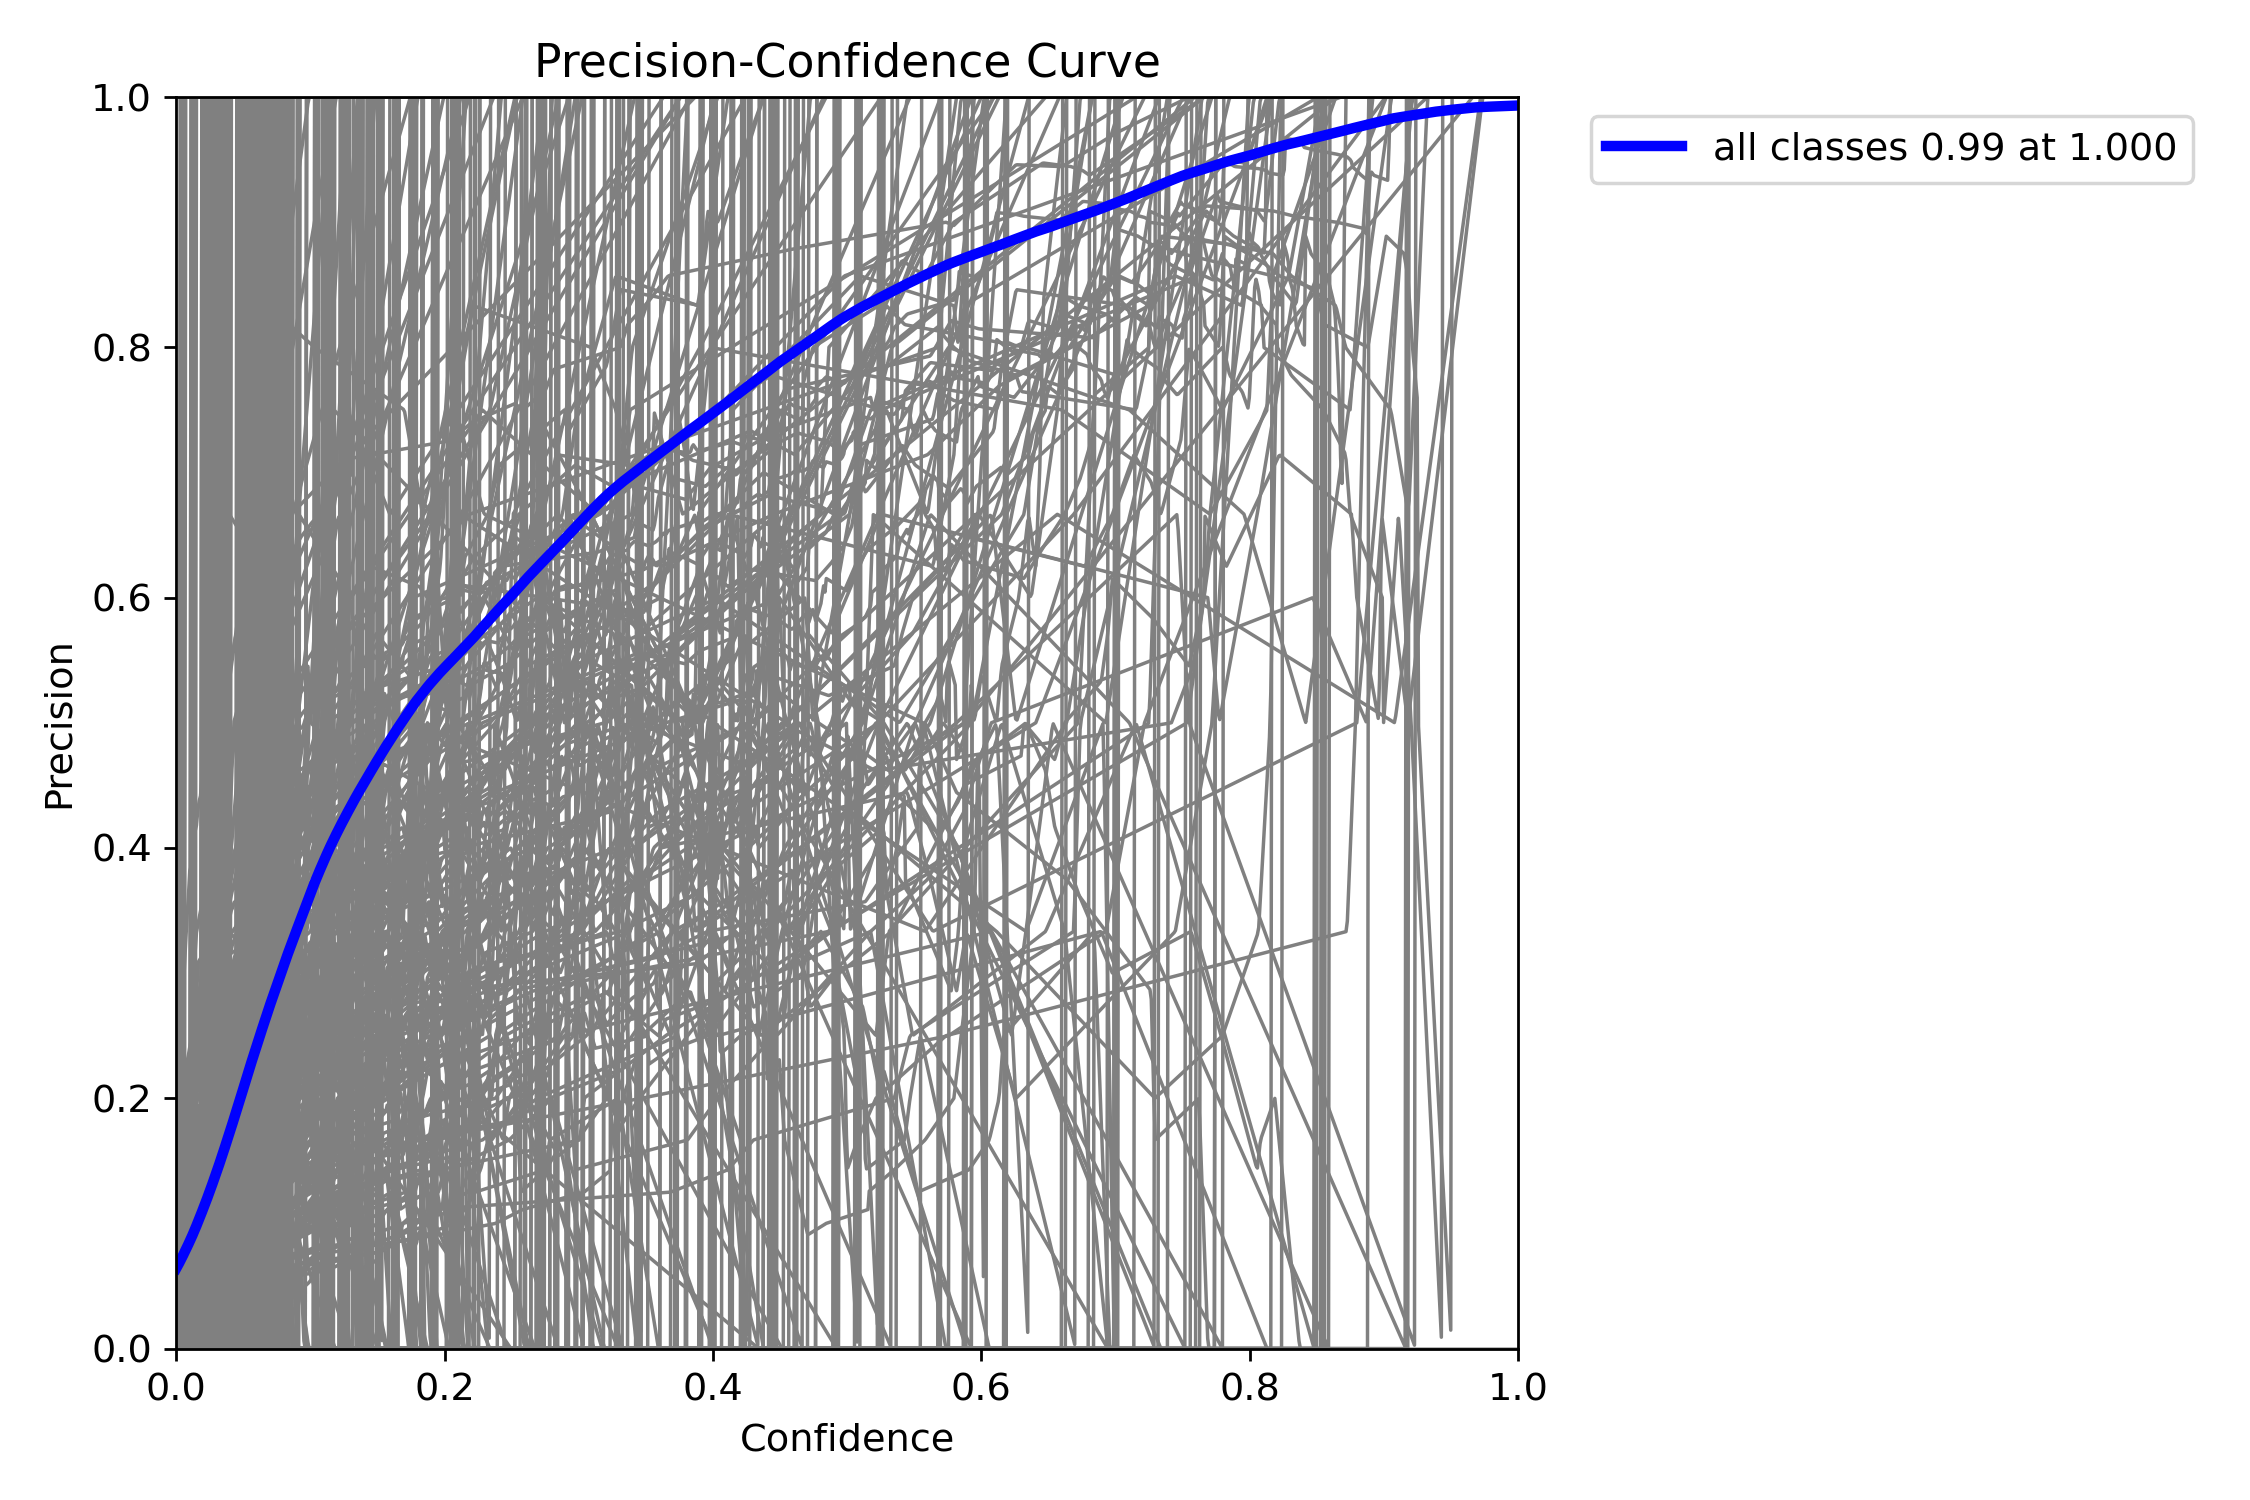 Precision-Confidence Curve
all classes 0.99 at 1.000
Precision
1.0
0.8
0.6
0.4
0.2
0.0
0.0 0.2 0.4 0.6 0.8 1.0
Confidence